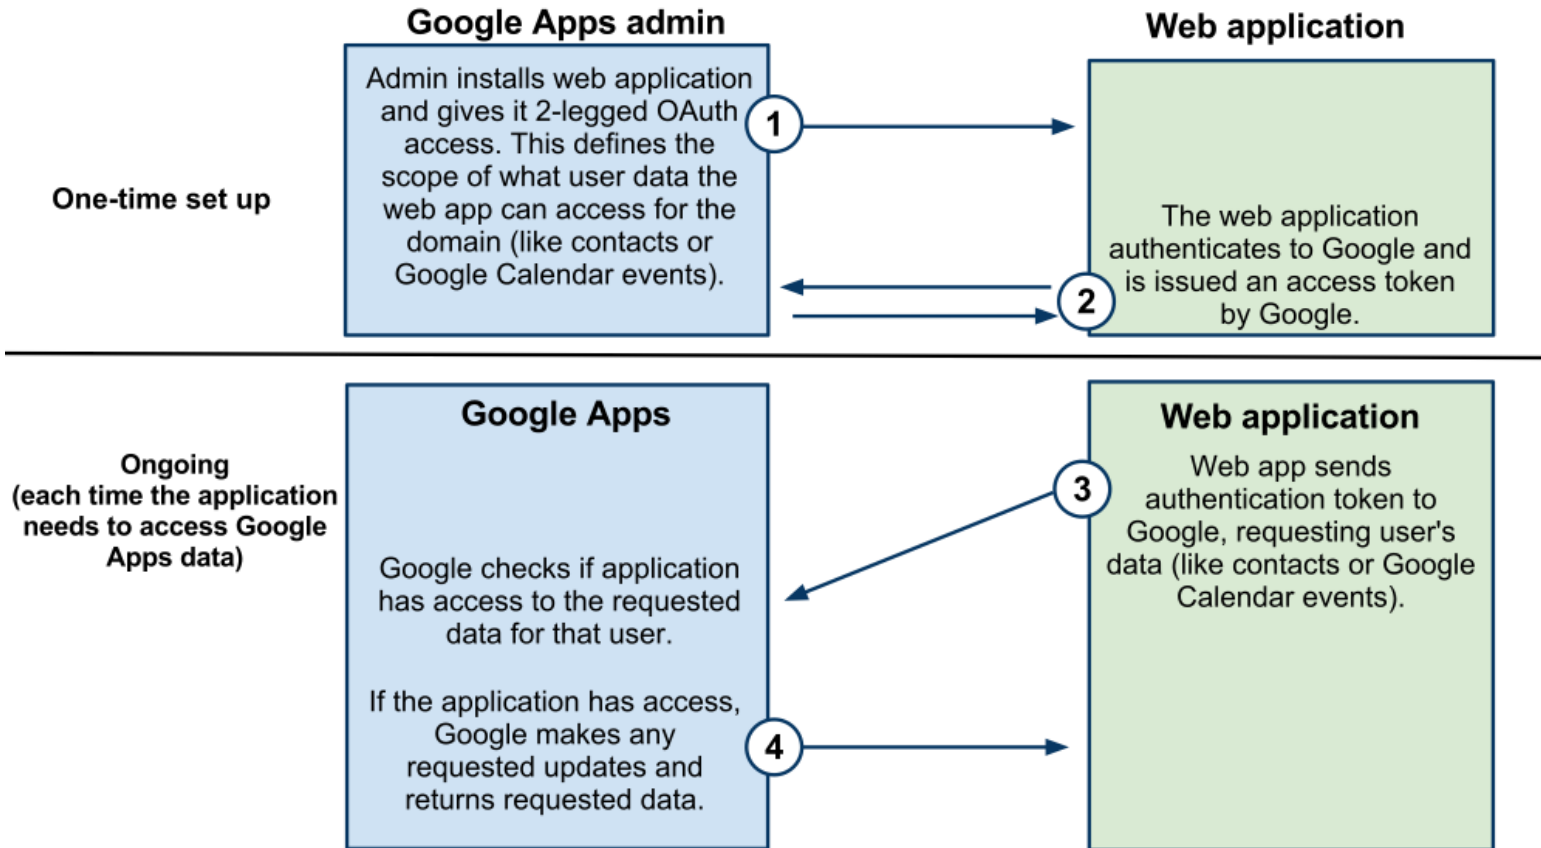 Google Apps admin
Web application
One-time set up
Admin installs web application
and gives it 2-legged OAuth
access. This defines the
scope of what user data the
web app can access for the
domain (like contacts or
Google Calendar events).
1
The web application
authenticates to Google and
is issued an access token
by Google.
2
Ongoing
(each time the application
needs to access Google
Apps data)
Google Apps
Web application
3
Web app sends
authentication token to
Google, requesting user's
data (like contacts or Google
Calendar events).
Google checks if application
has access to the requested
data for that user.
If the application has access,
Google makes any
requested updates and
returns requested data.
4